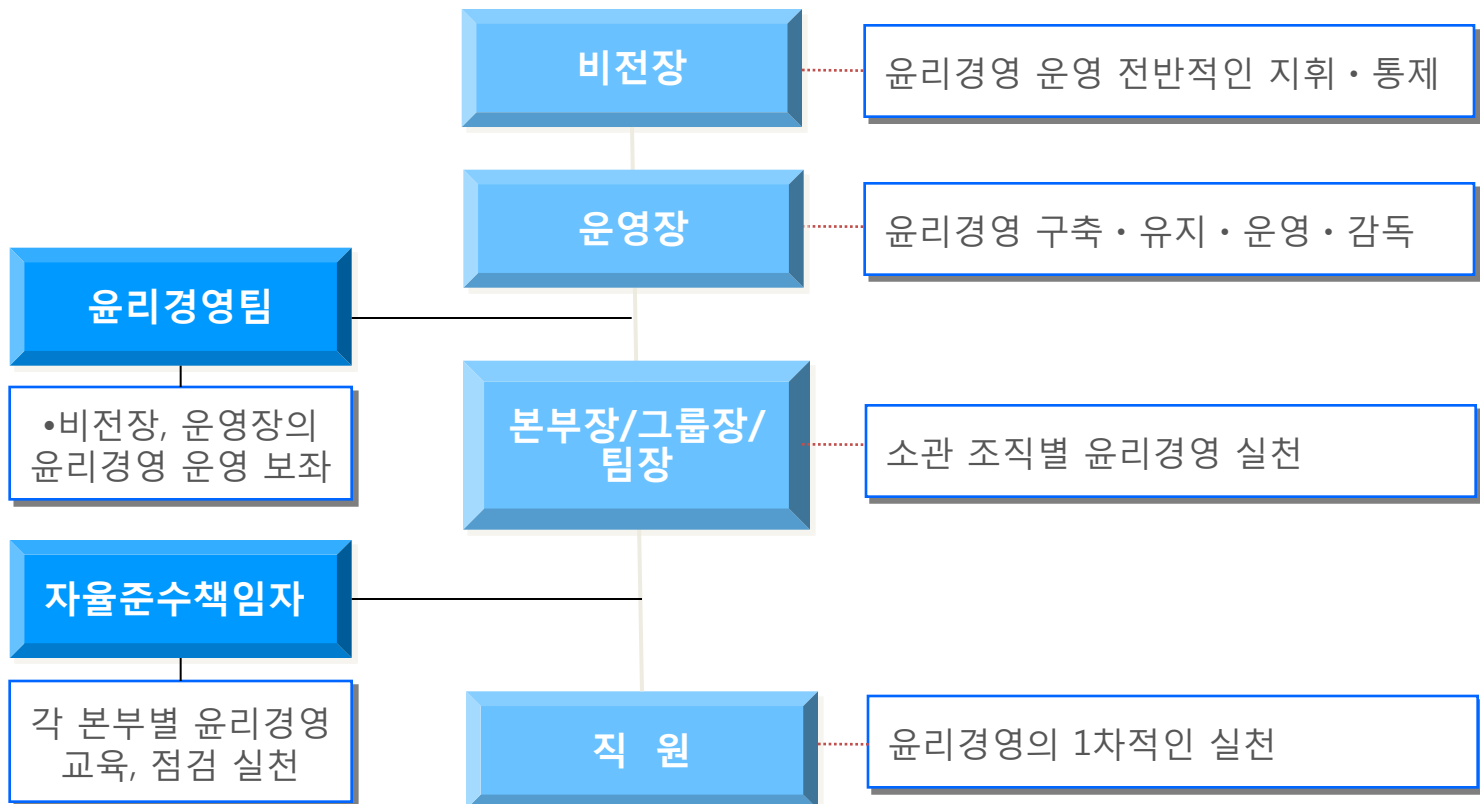 비전장
윤리경영 운영 전반적인 지휘・통제
운영장
윤리경영 구축・유지・운영・감독
윤리경영팀
•비전장, 운영장의
윤리경영 운영 보좌
본부장/그룹장/
팀장
소관 조직별 윤리경영 실천
자율준수책임자
각 본부별 윤리경영
교육, 점검 실천
직 원
윤리경영의 1차적인 실천